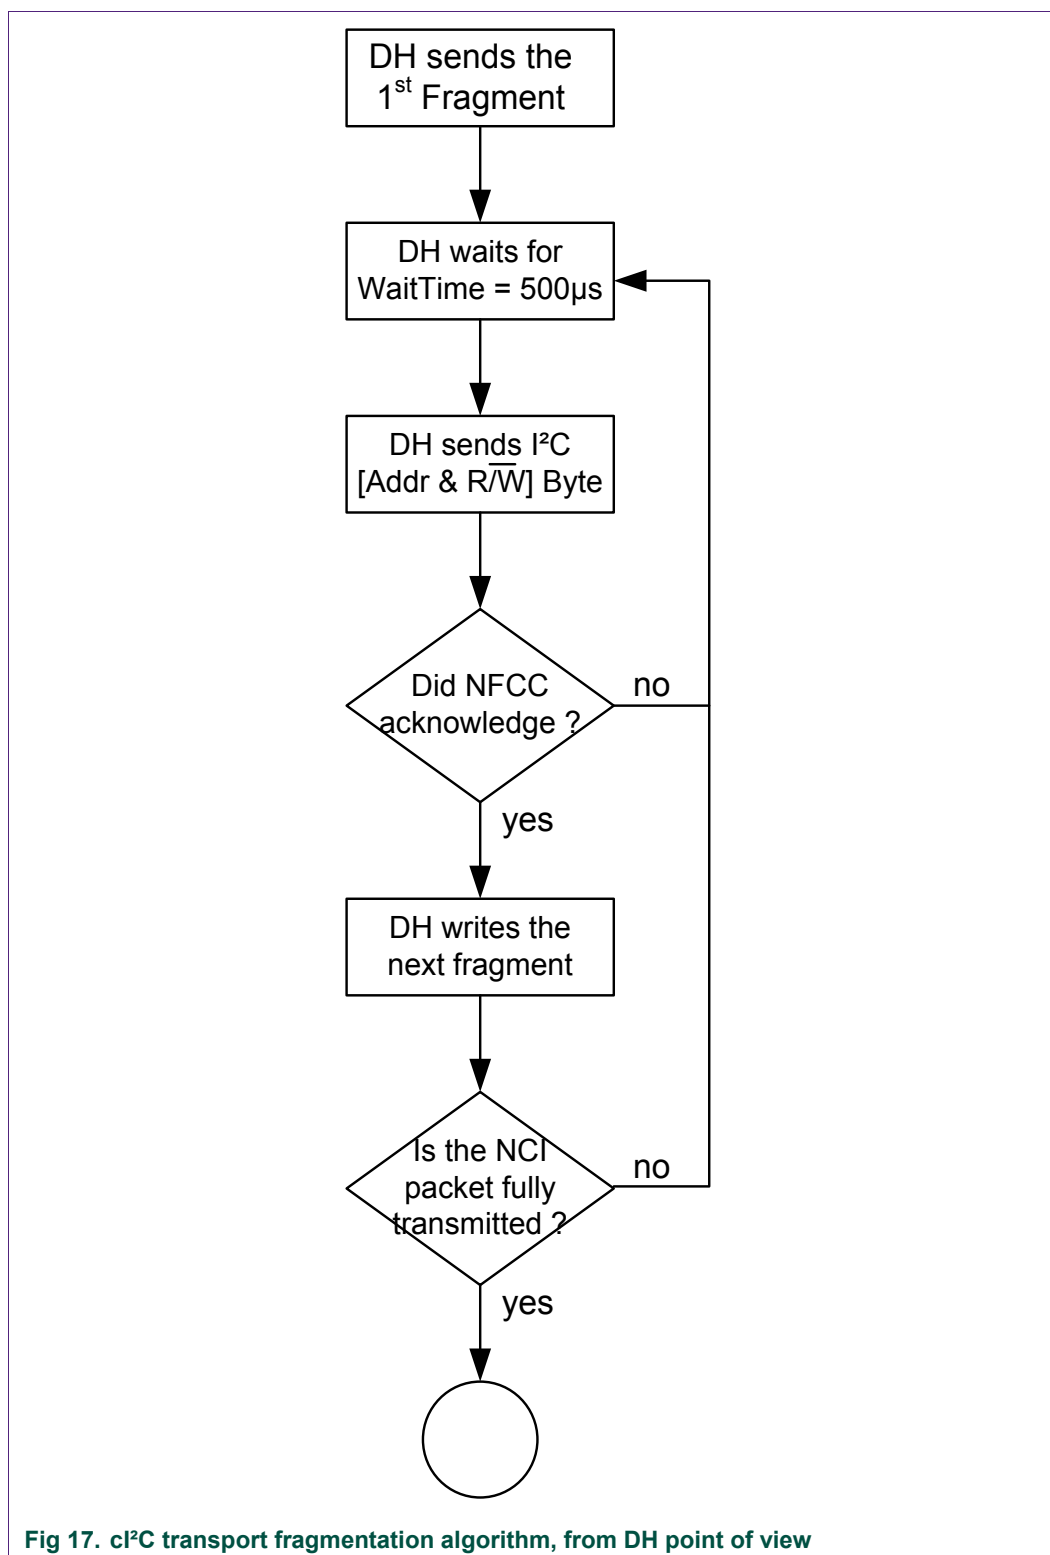 DH sends the
1st Fragment
DH waits for
WaitTime = 500µs
DH sends I²C
[Addr & R/W̅] Byte
Did NFCC
acknowledge ?
no
yes
DH writes the
next fragment
Is the NCI
packet fully
transmitted ?
no
yes
Fig 17. cI²C transport fragmentation algorithm, from DH point of view